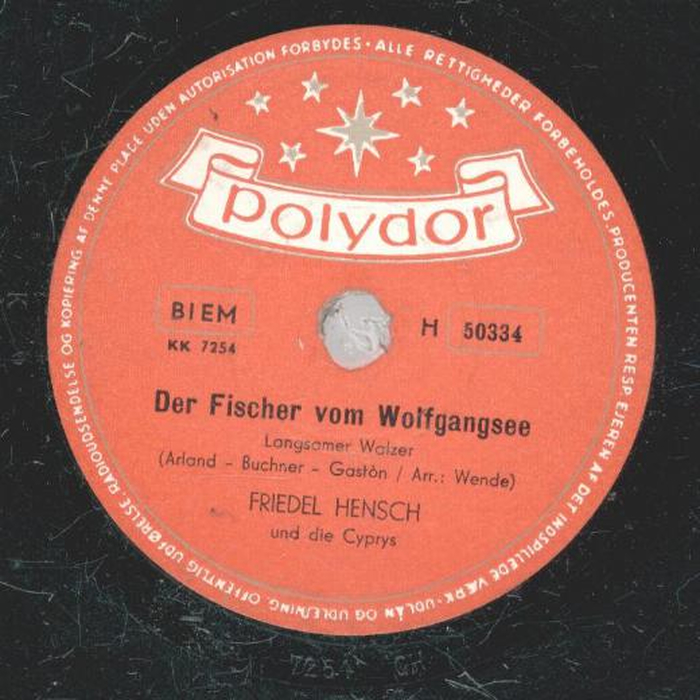 ALLE RETTIGHEDER FORBEHOLDES PRODUCENTEN RESP EJEREN AF DET INDSPILLEDE VÆRK · UDLÅN OG UDLEJNING, OFFENTLIG UDFØRELSE, RADIOUDSENDELSE OG KOPIERING AF DENNE PLADE UDEN AUTORISATION FORBYDES ·
polydor
BIEM
H 50334
KK 7254
Der Fischer vom Wolfgangsee
Langsamer Walzer
(Arland - Buchner - Gastòn / Arr.: Wende)
FRIEDEL HENSCH
und die Cyprys